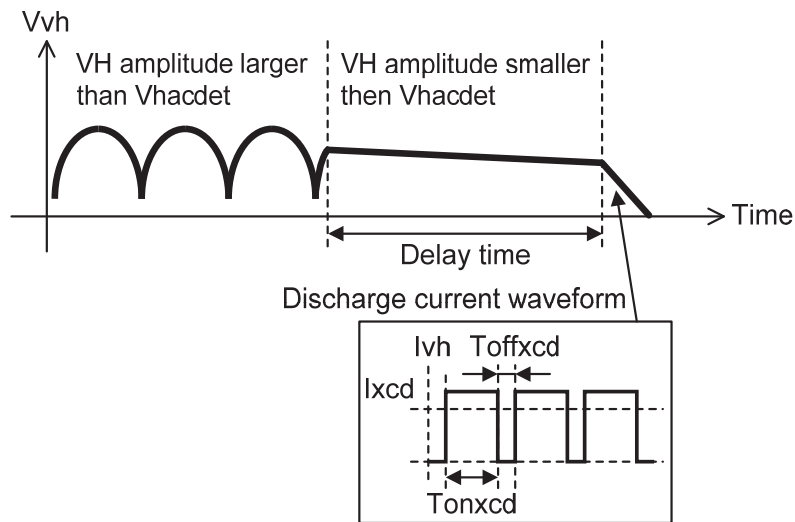 Vvh
VH amplitude larger
than Vhacdet
VH amplitude smaller
then Vhacdet
Time
Delay time
Discharge current waveform
Ivh
Toffxcd
Ixcd
Tonxcd